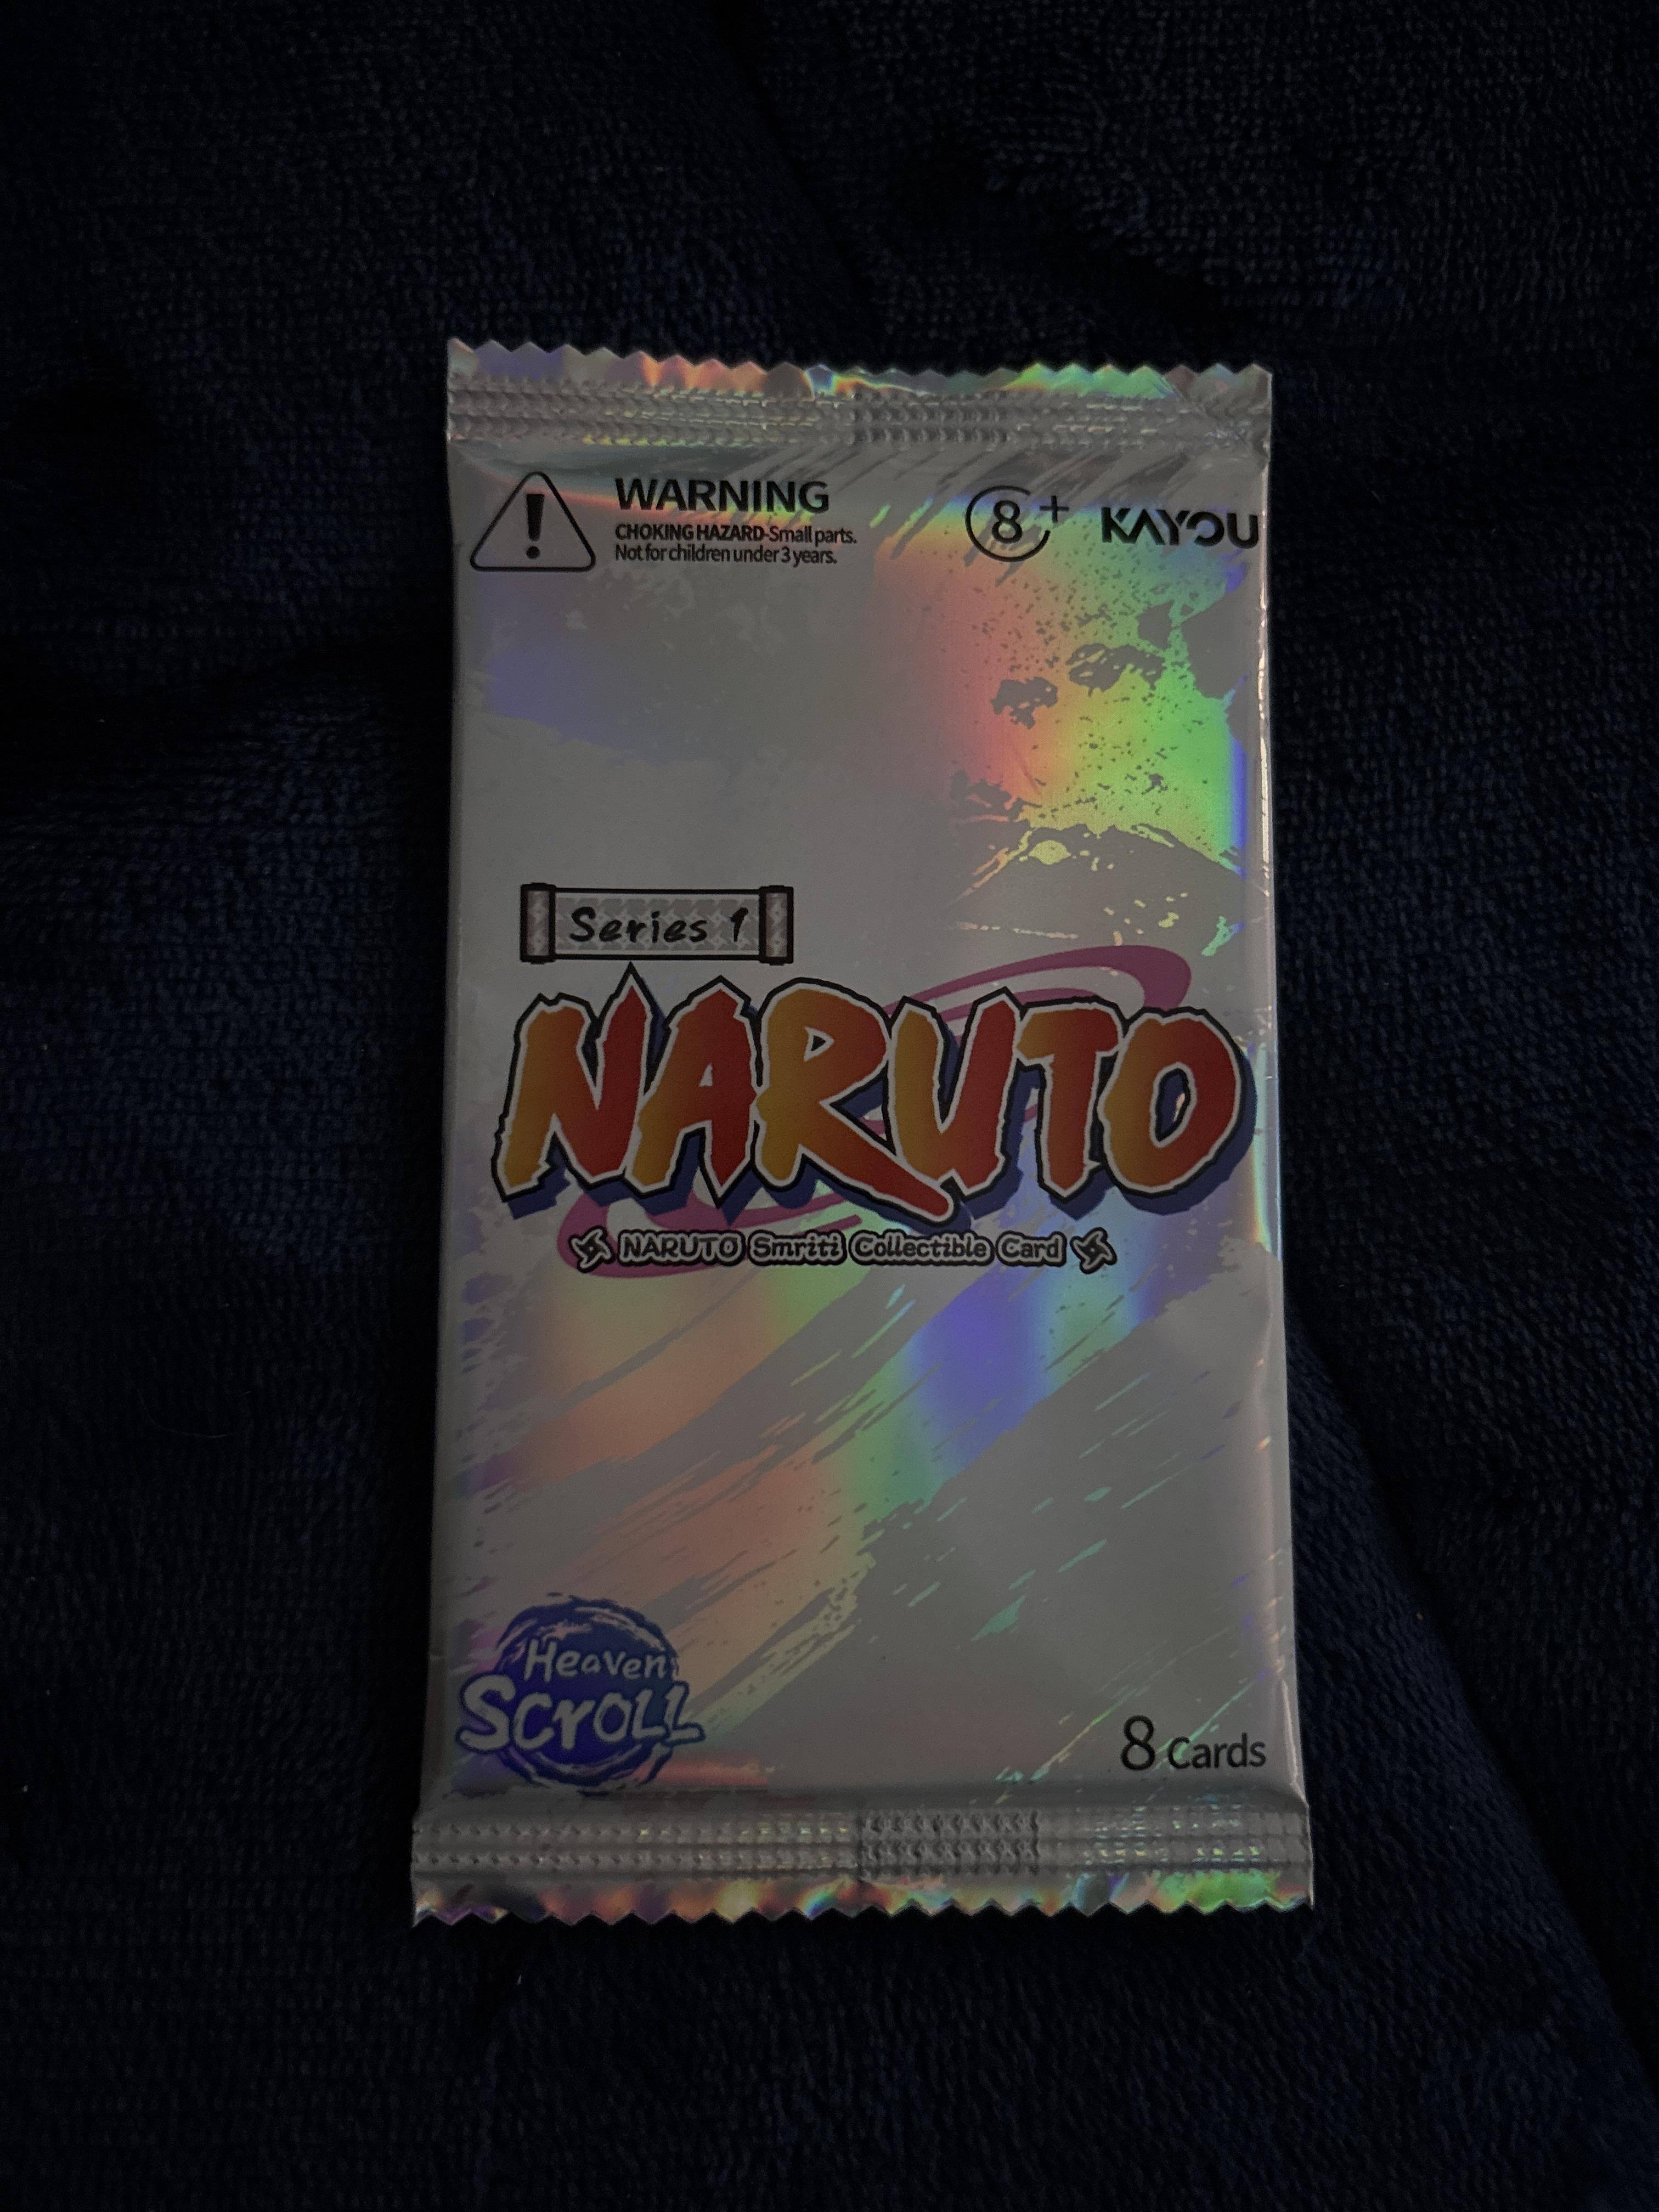 WARNING
CHOKING HAZARD-Small parts.
Not for children under 3 years.
8+ KAYOU
Series 1
NARUTO
NARUTO Smriti Collectible Card
Heaven
SCROLL
8 Cards